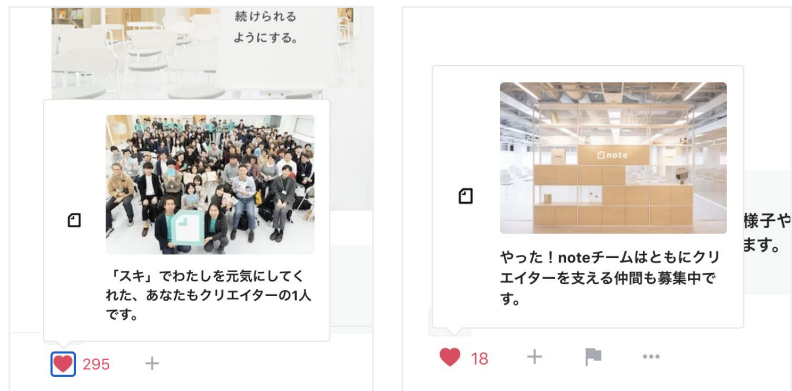 続けられる
ようにする。
「スキ」でわたしを元気にしてく
れた、あなたもクリエイターの1人
です。
295
note
やった！noteチームはともにクリ
エイターを支える仲間も募集中で
す。
様子や
ます。
18